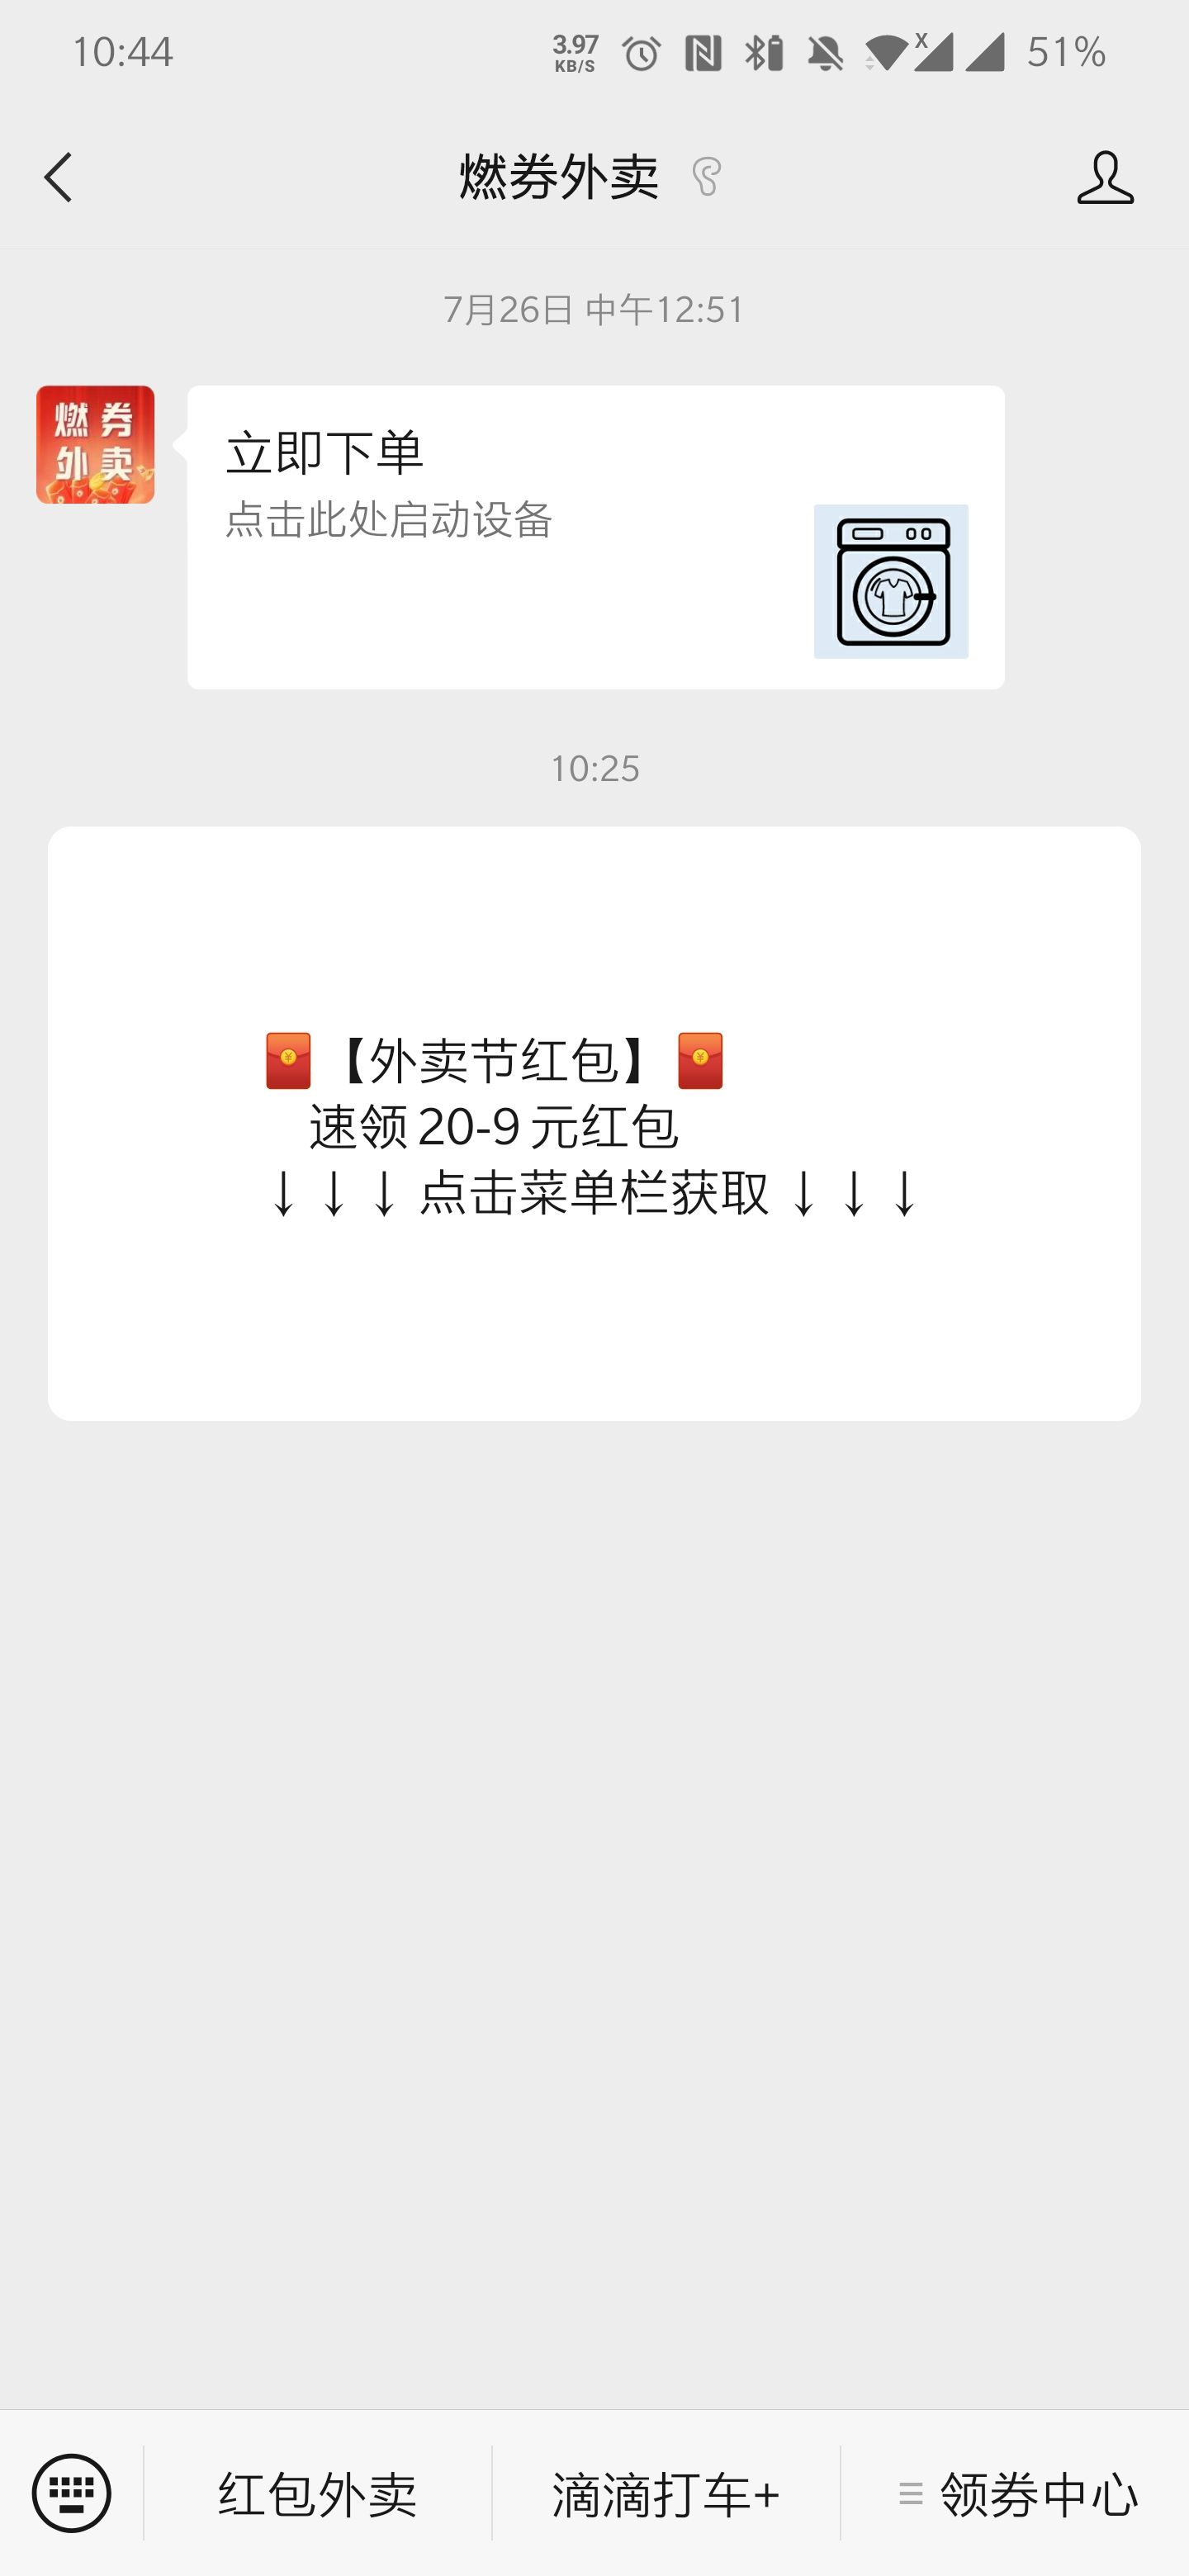 10:44
3.97
KB/S
X
51%
燃券外卖
7月26日 中午12:51
燃 券
外 卖
立即下单
点击此处启动设备
10:25
🧧【外卖节红包】🧧
速领 20-9 元红包
↓ ↓ ↓ 点击菜单栏获取 ↓ ↓ ↓
红包外卖
滴滴打车+
≡ 领券中心